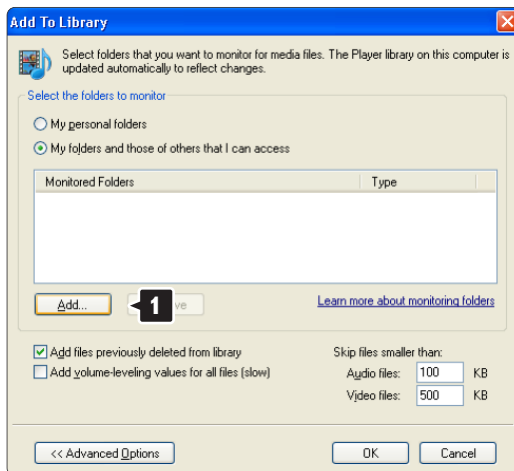 Add To Library
Select folders that you want to monitor for media files. The Player library on this computer is
updated automatically to reflect changes.
Select the folders to monitor
My personal folders
My folders and those of others that I can access
Monitored Folders Type
Add... 1 Learn more about monitoring folders
Add files previously deleted from library
Add volume-leveling values for all files (slow)
Skip files smaller than:
Audio files: 100 KB
Video files: 500 KB
<< Advanced Options OK Cancel